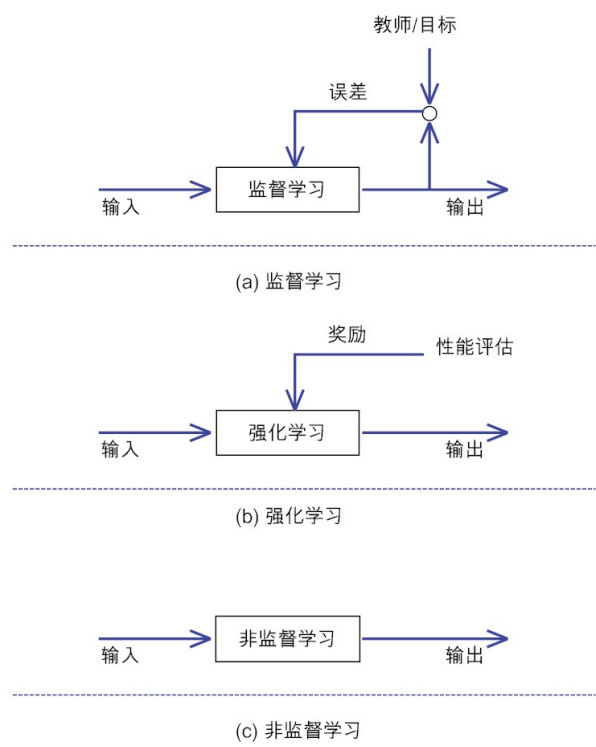 教师/目标
误差
监督学习
输入
输出
(a) 监督学习
奖励
性能评估
强化学习
输入
输出
(b) 强化学习
非监督学习
输入
输出
(c) 非监督学习